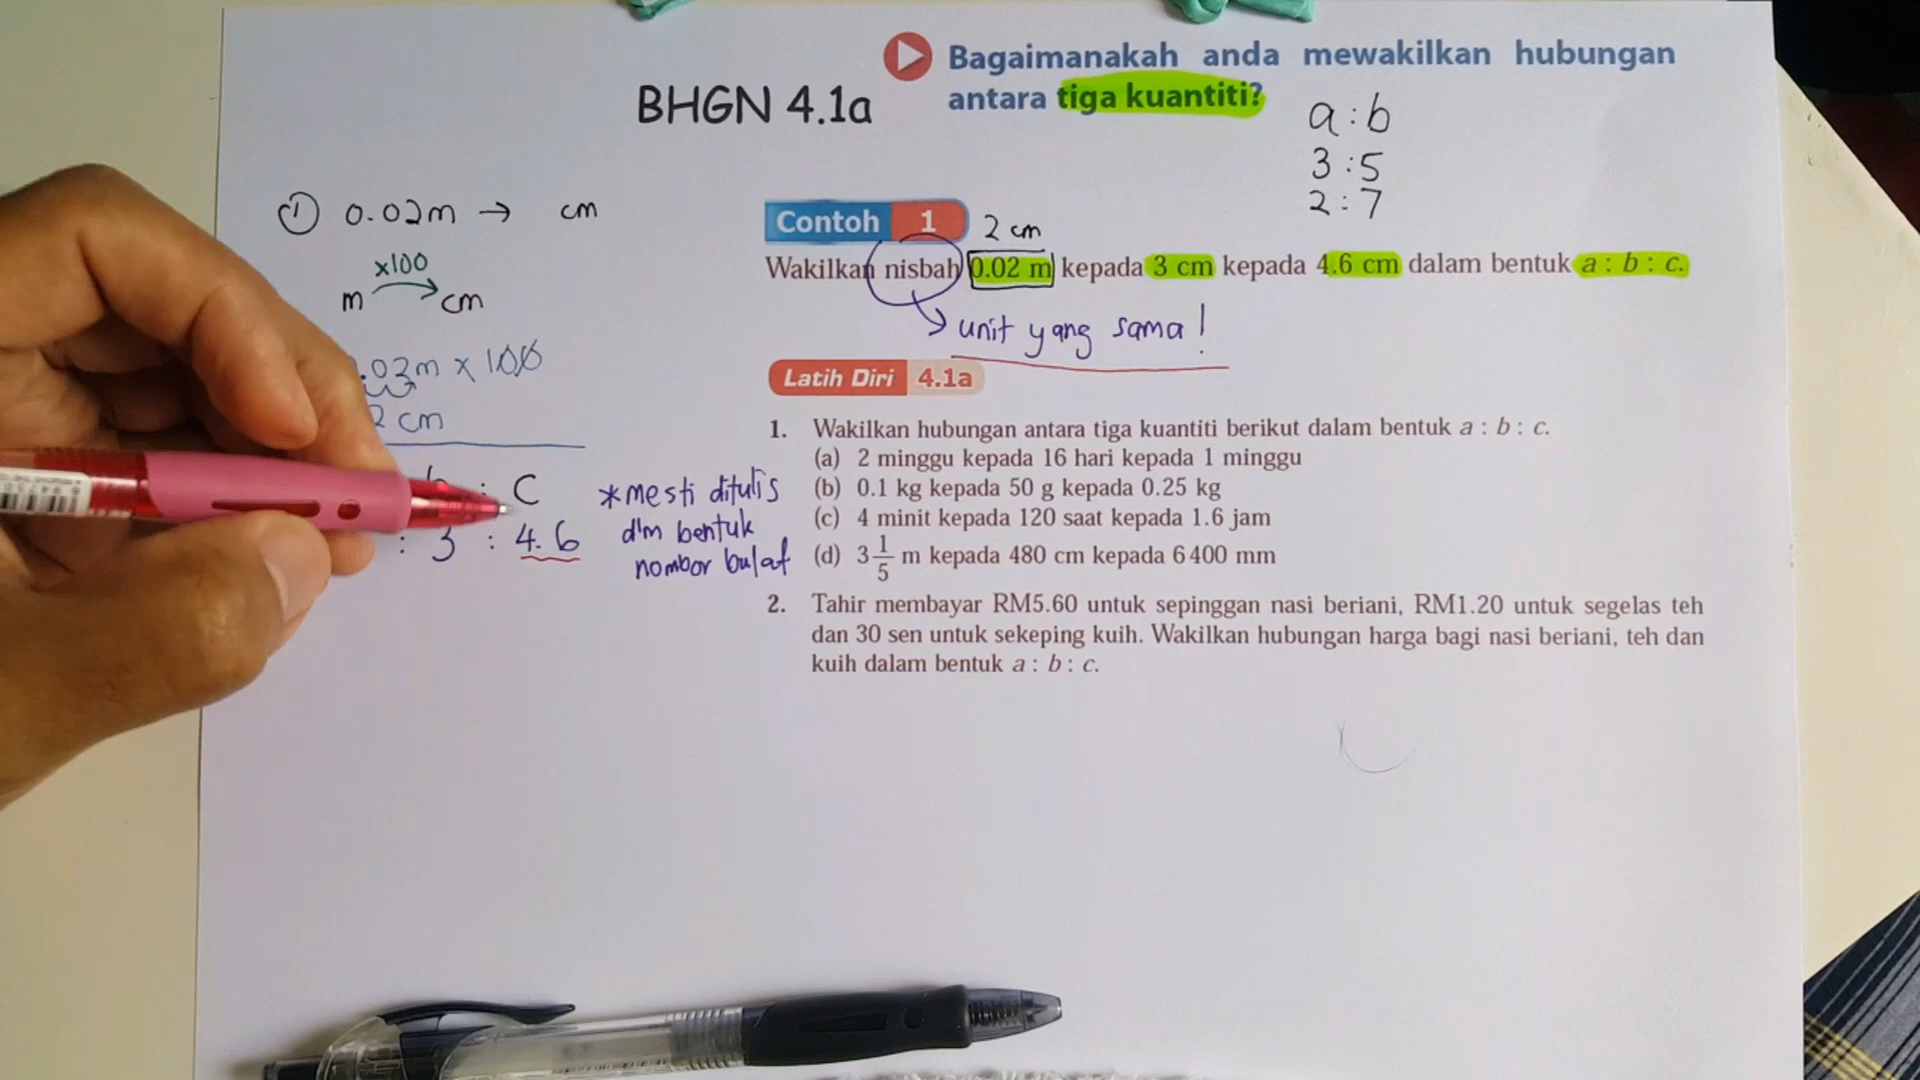 Bagaimanakah anda mewakilkan hubungan
antara tiga kuantiti?
BHGN 4.1a
a : b
3 : 5
2 : 7
① 0.02m → cm
×100
m cm
.02m × 100
2 cm
b : c
: 3 : 4.6
*mesti ditulis
d'm bentuk
nombor bulat
Contoh 1
2 cm
Wakilkan nisbah 0.02 m kepada 3 cm kepada 4.6 cm dalam bentuk a : b : c.
unit yang sama!
Latih Diri 4.1a
1. Wakilkan hubungan antara tiga kuantiti berikut dalam bentuk a : b : c.
(a) 2 minggu kepada 16 hari kepada 1 minggu
(b) 0.1 kg kepada 50 g kepada 0.25 kg
(c) 4 minit kepada 120 saat kepada 1.6 jam
(d) 3 1/5 m kepada 480 cm kepada 6 400 mm
2. Tahir membayar RM5.60 untuk sepinggan nasi beriani, RM1.20 untuk segelas teh
dan 30 sen untuk sekeping kuih. Wakilkan hubungan harga bagi nasi beriani, teh dan
kuih dalam bentuk a : b : c.